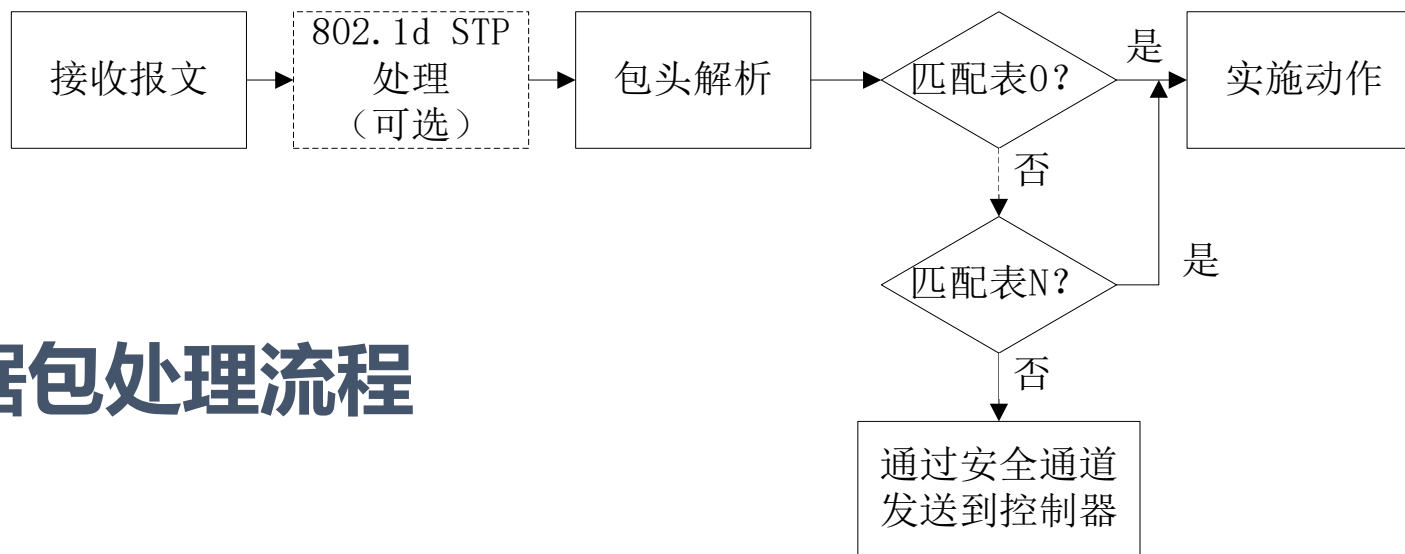 接收报文
802.1d STP
处理
（可选）
包头解析
匹配表0？
是
实施动作
否
匹配表N？
是
否
通过安全通道
发送到控制器
据包处理流程